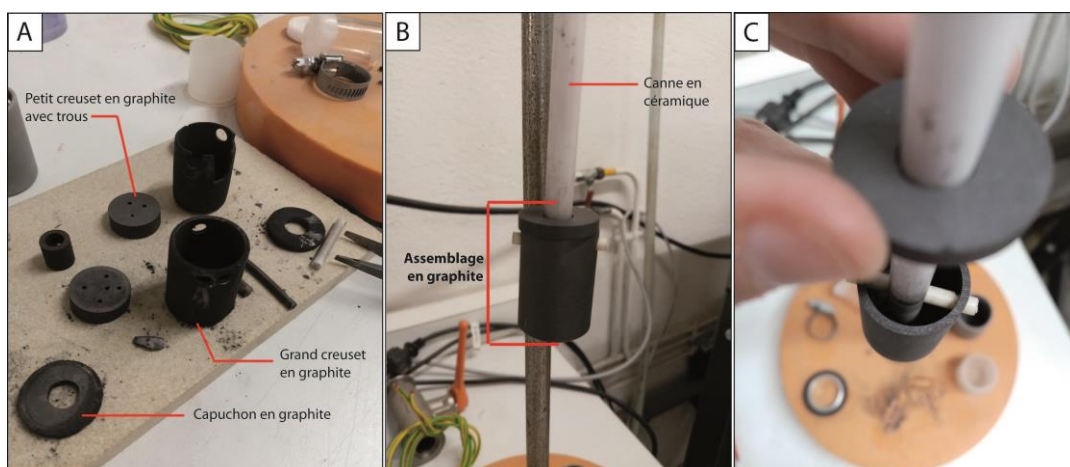 A
Petit creuset en graphite
avec trous
Grand creuset
en graphite
Capuchon en graphite
B
Canne en
céramique
Assemblage
en graphite
C